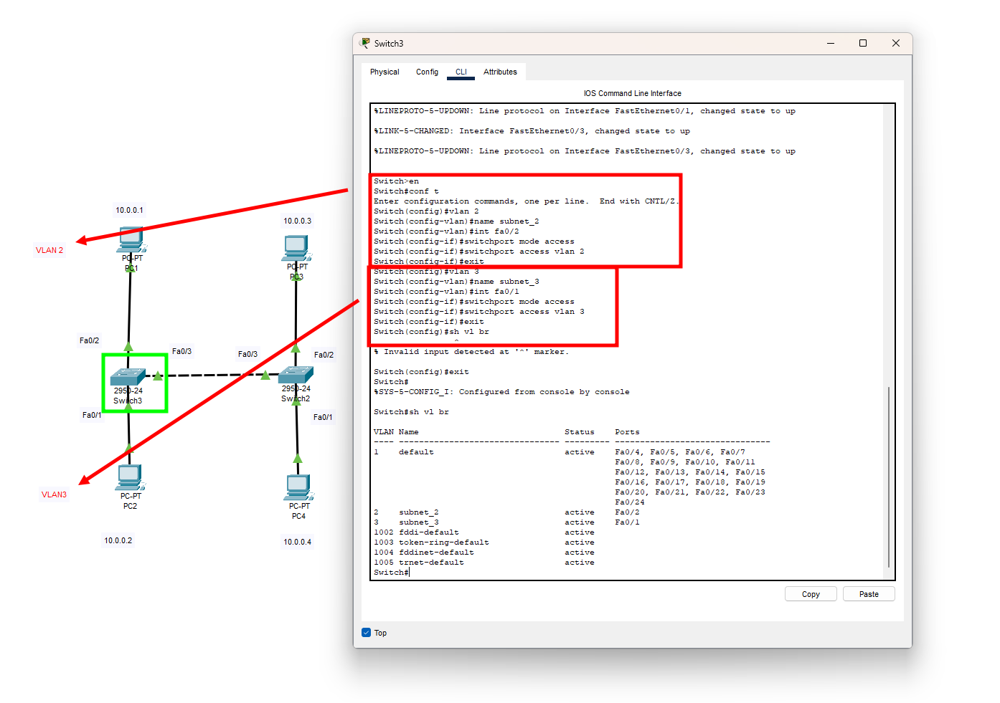 Switch3
Physical Config CLI Attributes
IOS Command Line Interface
%LINEPROTO-5-UPDOWN: Line protocol on Interface FastEthernet0/1, changed state to up
%LINK-5-CHANGED: Interface FastEthernet0/3, changed state to up
%LINEPROTO-5-UPDOWN: Line protocol on Interface FastEthernet0/3, changed state to up
Switch>en
Switch#conf t
Enter configuration commands, one per line.  End with CNTL/Z.
Switch(config)#vlan 2
Switch(config-vlan)#name subnet_2
Switch(config-vlan)#int fa0/2
Switch(config-if)#switchport mode access
Switch(config-if)#switchport access vlan 2
Switch(config-if)#exit
Switch(config)#vlan 3
Switch(config-vlan)#name subnet_3
Switch(config-vlan)#int fa0/1
Switch(config-if)#switchport mode access
Switch(config-if)#switchport access vlan 3
Switch(config-if)#exit
Switch(config)#sh vl br
^
% Invalid input detected at '^' marker.
Switch(config)#exit
Switch#
%SYS-5-CONFIG_I: Configured from console by console
Switch#sh vl br
VLAN Name Status Ports
---- -------------------------------- --------- -------------------------------
1 default active Fa0/4, Fa0/5, Fa0/6, Fa0/7
Fa0/8, Fa0/9, Fa0/10, Fa0/11
Fa0/12, Fa0/13, Fa0/14, Fa0/15
Fa0/16, Fa0/17, Fa0/18, Fa0/19
Fa0/20, Fa0/21, Fa0/22, Fa0/23
Fa0/24
2 subnet_2 active Fa0/2
3 subnet_3 active Fa0/1
1002 fddi-default active
1003 token-ring-default active
1004 fddinet-default active
1005 trnet-default active
Switch#
Copy Paste
Top
10.0.0.1
10.0.0.3
VLAN 2
PC-PT
PC1
PC-PT
PC3
Fa0/2
Fa0/3
Fa0/3
Fa0/2
2950-24
Switch3
2950-24
Switch2
Fa0/1
Fa0/1
VLAN3
PC-PT
PC2
PC-PT
PC4
10.0.0.2
10.0.0.4